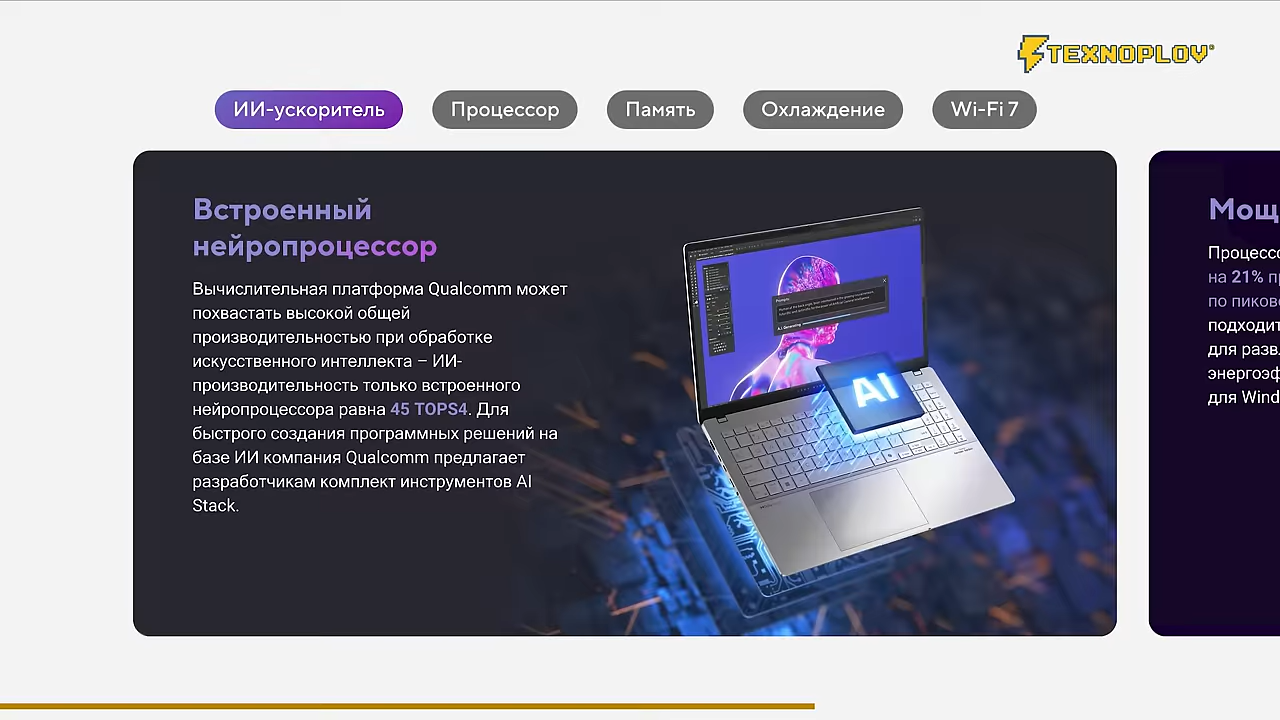 TEXNOPLOV
ИИ-ускоритель
Процессор
Память
Охлаждение
Wi-Fi 7
Встроенный
нейропроцессор
Вычислительная платформа Qualcomm может
похвастать высокой общей
производительностью при обработке
искусственного интеллекта – ИИ-
производительность только встроенного
нейропроцессора равна 45 TOPS4. Для
быстрого создания программных решений на
базе ИИ компания Qualcomm предлагает
разработчикам комплект инструментов AI
Stack.
AI
Мощ
Процессо
на 21% п
по пиково
подходит
для разв
энергоэф
для Wind